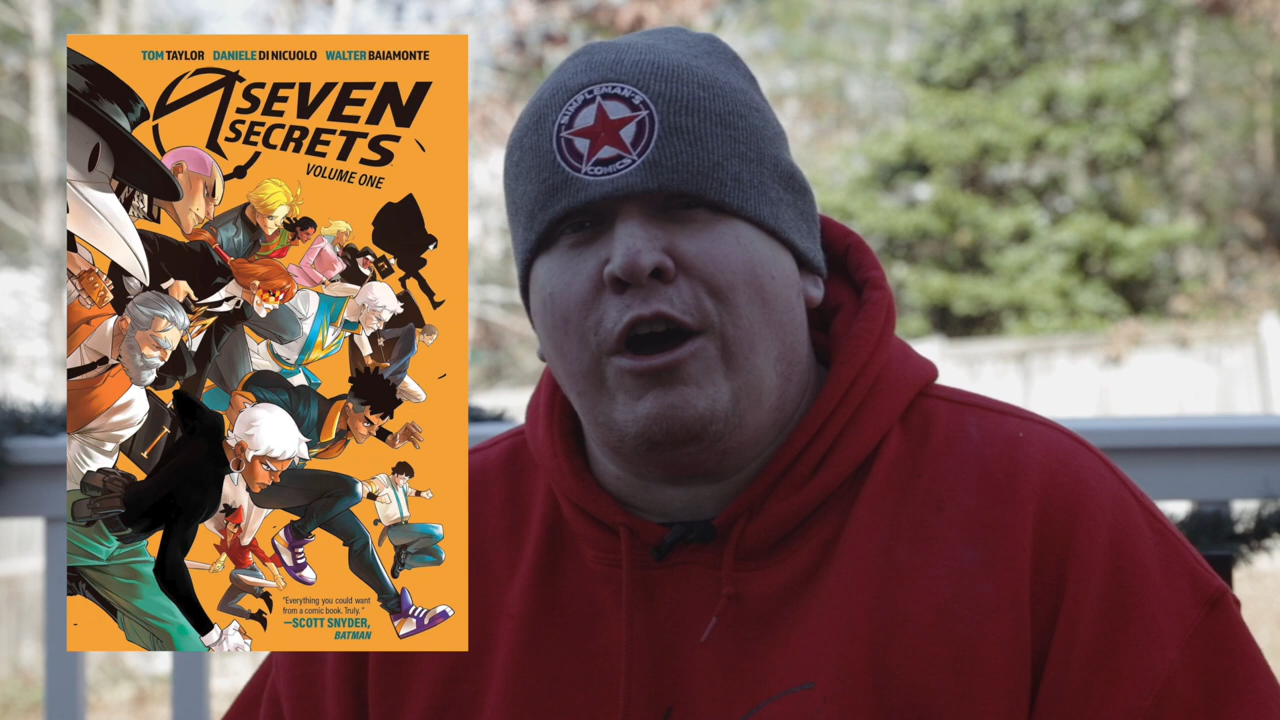 TOM TAYLOR DANIELE DI NICUOLO WALTER BAIAMONTE
SEVEN
SECRETS
VOLUME ONE
"Everything you could want
from a comic book. Truly."
—SCOTT SNYDER,
BATMAN
SIMPLEMAN'S
COMICS